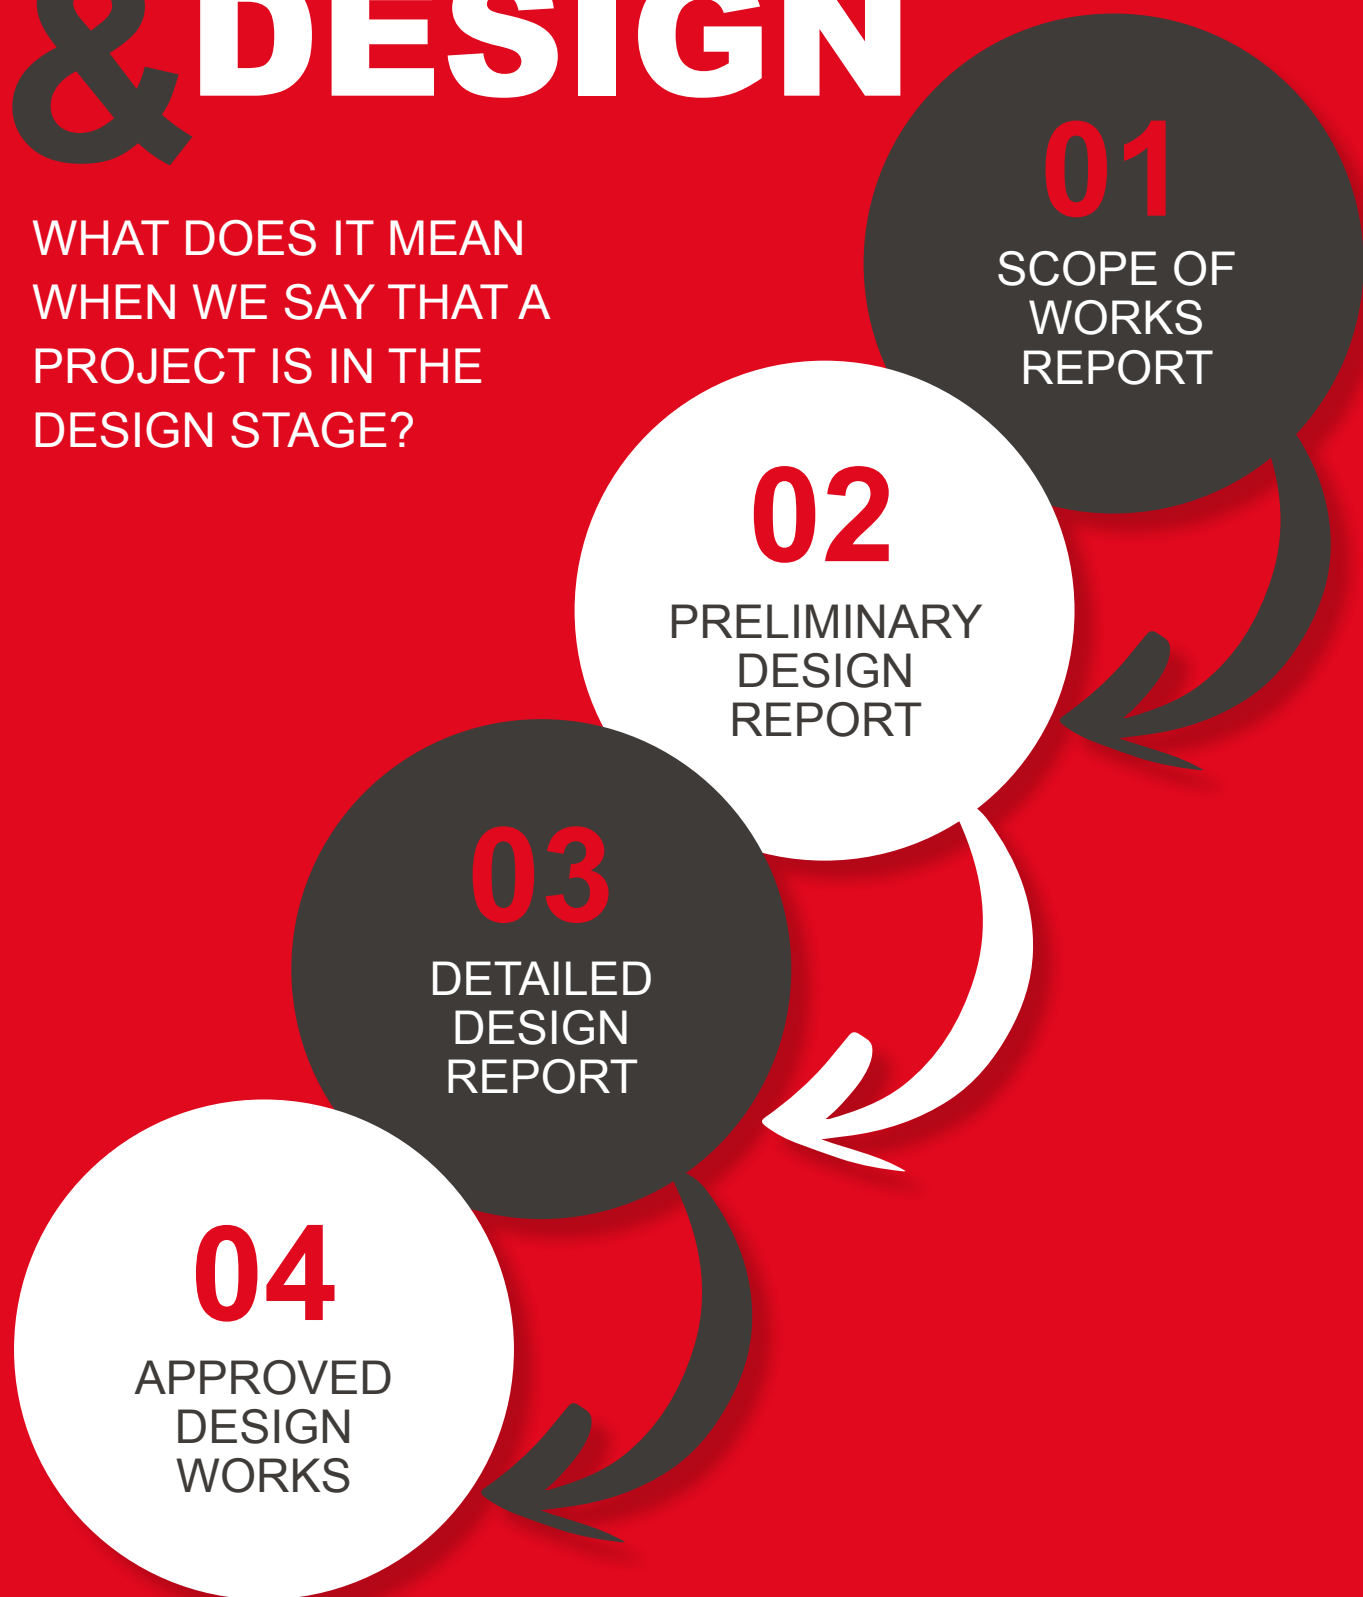 & DESIGN
WHAT DOES IT MEAN
WHEN WE SAY THAT A
PROJECT IS IN THE
DESIGN STAGE?
01
SCOPE OF
WORKS
REPORT
02
PRELIMINARY
DESIGN
REPORT
03
DETAILED
DESIGN
REPORT
04
APPROVED
DESIGN
WORKS